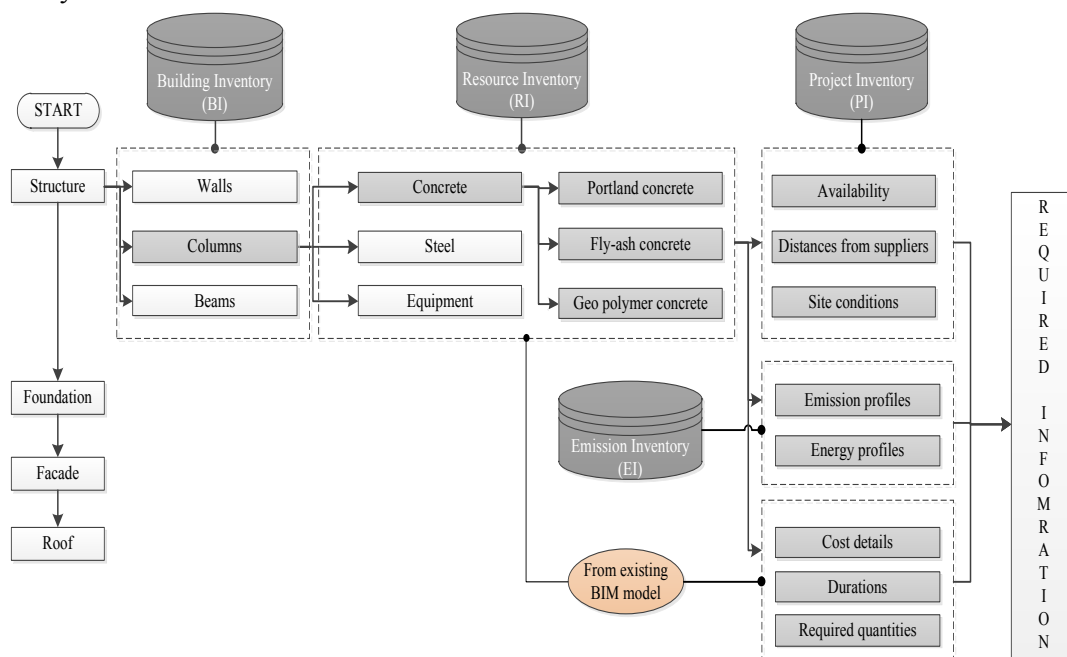 Building Inventory
(BI)
Resource Inventory
(RI)
Project Inventory
(PI)
START
Structure
Walls
Columns
Beams
Concrete
Steel
Equipment
Portland concrete
Fly-ash concrete
Geo polymer concrete
Availability
Distances from suppliers
Site conditions
Foundation
Facade
Roof
Emission Inventory
(EI)
Emission profiles
Energy profiles
From existing
BIM model
Cost details
Durations
Required quantities
REQUIRED INFOMRATION